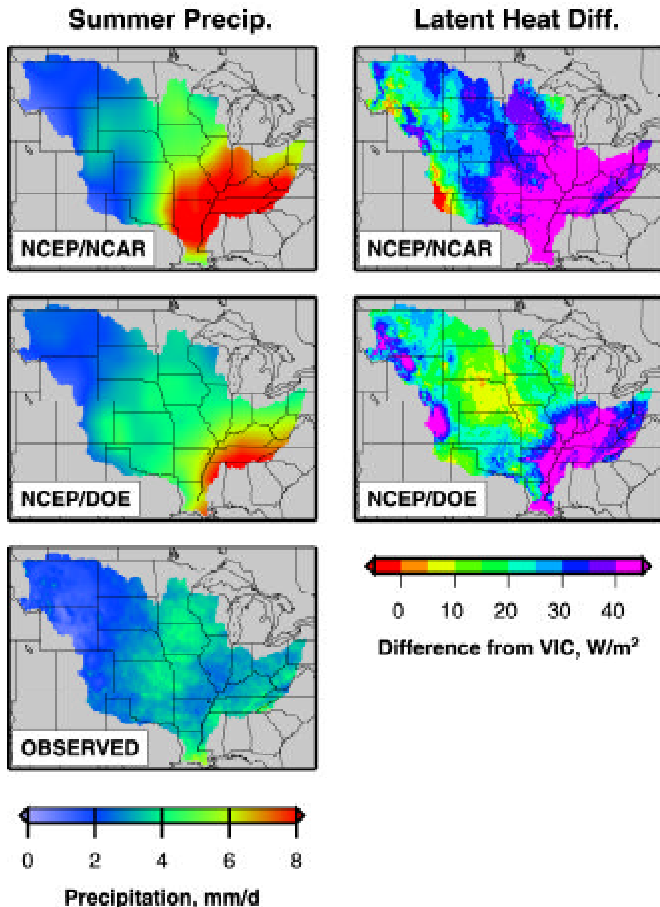 Summer Precip.
Latent Heat Diff.
NCEP/NCAR
NCEP/NCAR
NCEP/DOE
NCEP/DOE
0 10 20 30 40
Difference from VIC, W/m²
OBSERVED
0 2 4 6 8
Precipitation, mm/d